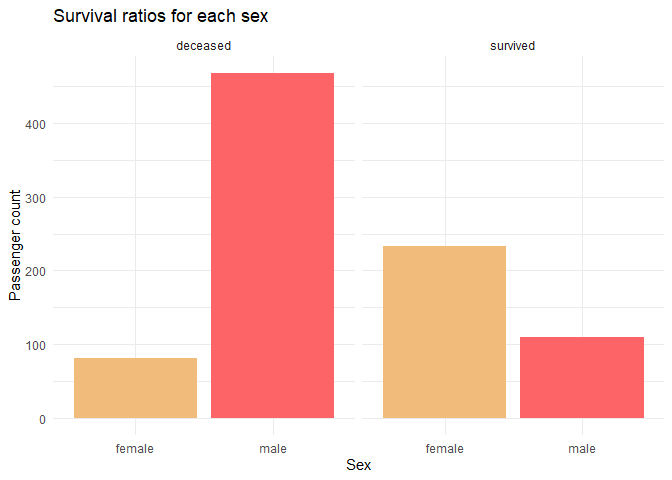 Survival ratios for each sex
deceased
survived
Passenger count
400
300
200
100
0
female
male
female
male
Sex